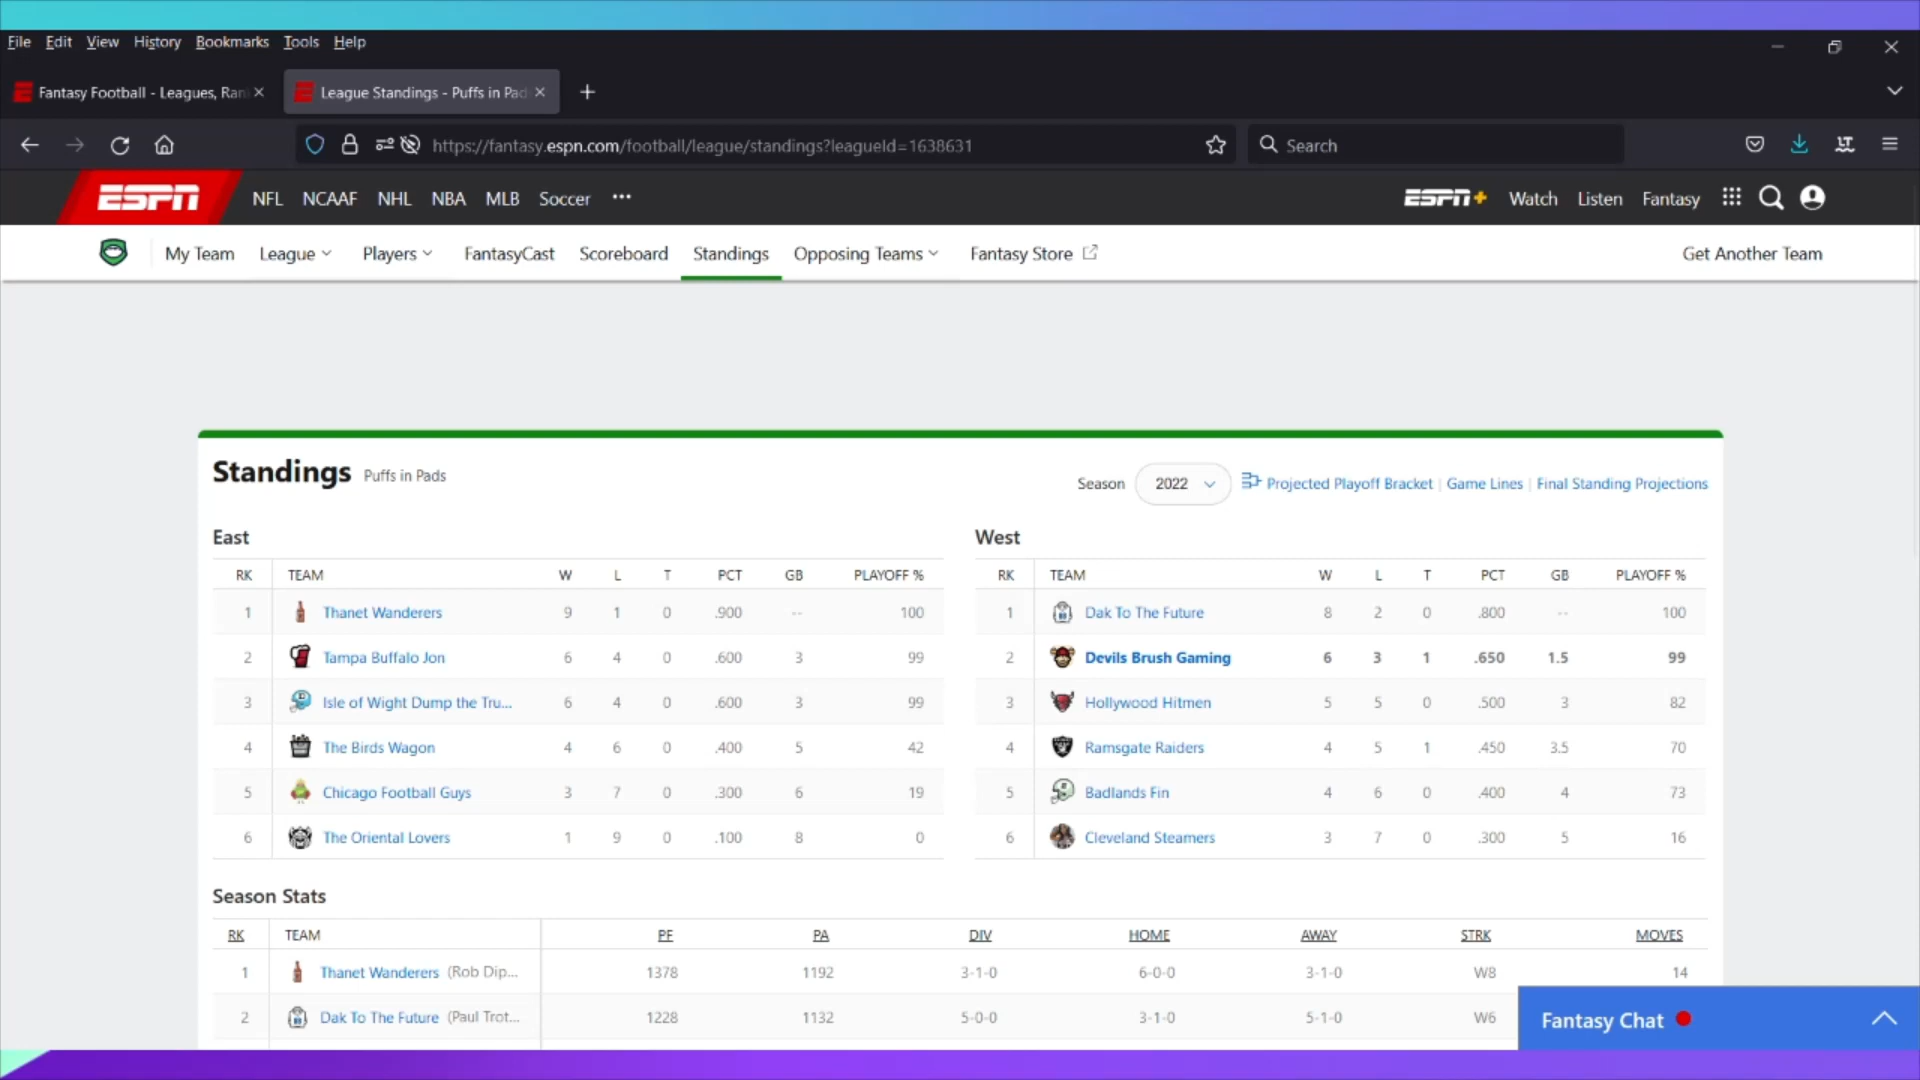 File Edit View History Bookmarks Tools Help
Fantasy Football - Leagues, Ran
League Standings - Puffs in Pad
https://fantasy.espn.com/football/league/standings?leagueId=1638631
Search
ESPN NFL NCAAF NHL NBA MLB Soccer ••• ESPN+ Watch Listen Fantasy
My Team League Players FantasyCast Scoreboard Standings Opposing Teams Fantasy Store Get Another Team
Standings Puffs in Pads
Season 2022 Projected Playoff Bracket | Game Lines | Final Standing Projections
East
RK TEAM W L T PCT GB PLAYOFF %
1 Thanet Wanderers 9 1 0 .900 -- 100
2 Tampa Buffalo Jon 6 4 0 .600 3 99
3 Isle of Wight Dump the Tru... 6 4 0 .600 3 99
4 The Birds Wagon 4 6 0 .400 5 42
5 Chicago Football Guys 3 7 0 .300 6 19
6 The Oriental Lovers 1 9 0 .100 8 0
West
RK TEAM W L T PCT GB PLAYOFF %
1 Dak To The Future 8 2 0 .800 -- 100
2 Devils Brush Gaming 6 3 1 .650 1.5 99
3 Hollywood Hitmen 5 5 0 .500 3 82
4 Ramsgate Raiders 4 5 1 .450 3.5 70
5 Badlands Fin 4 6 0 .400 4 73
6 Cleveland Steamers 3 7 0 .300 5 16
Season Stats
RK TEAM PF PA DIV HOME AWAY STRK MOVES
1 Thanet Wanderers (Rob Dip... 1378 1192 3-1-0 6-0-0 3-1-0 W8 14
2 Dak To The Future (Paul Trot... 1228 1132 5-0-0 3-1-0 5-1-0 W6
Fantasy Chat